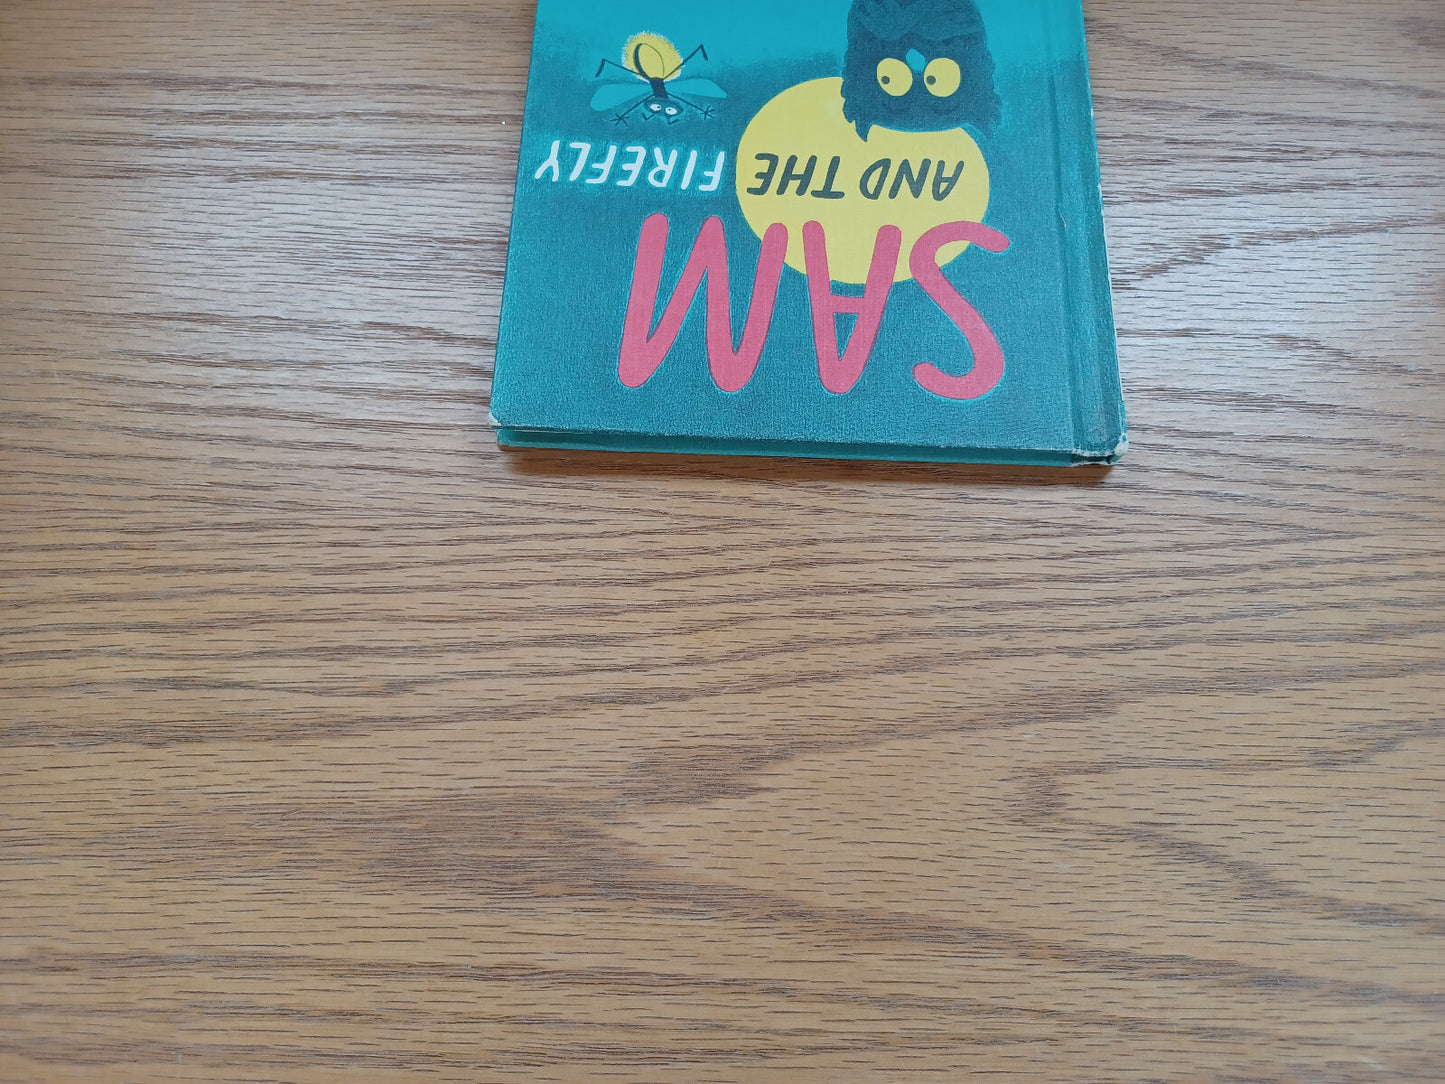 SAM
AND THE FIREFLY